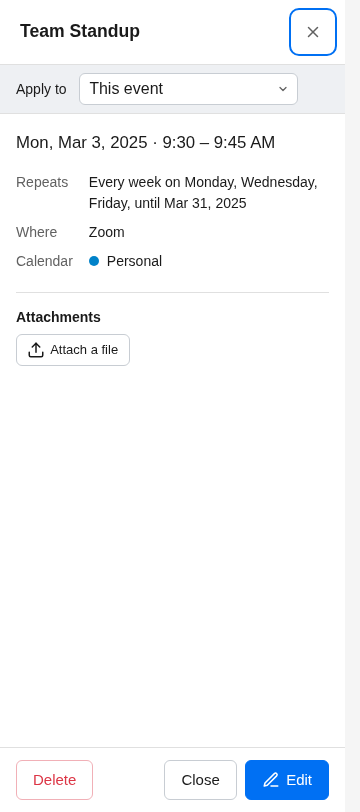 Team Standup
Apply to This event
Mon, Mar 3, 2025 · 9:30 – 9:45 AM
Repeats Every week on Monday, Wednesday,
Friday, until Mar 31, 2025
Where Zoom
Calendar Personal
Attachments
Attach a file
Delete Close Edit